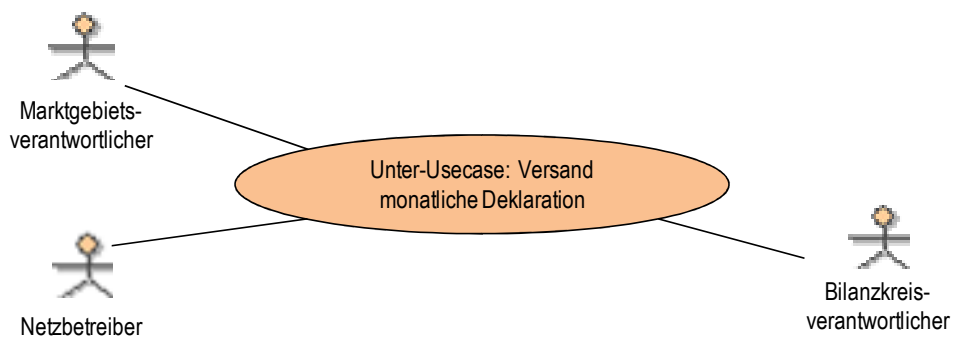 Marktgebiets-
verantwortlicher
Unter-Usecase: Versand
monatliche Deklaration
Netzbetreiber
Bilanzkreis-
verantwortlicher